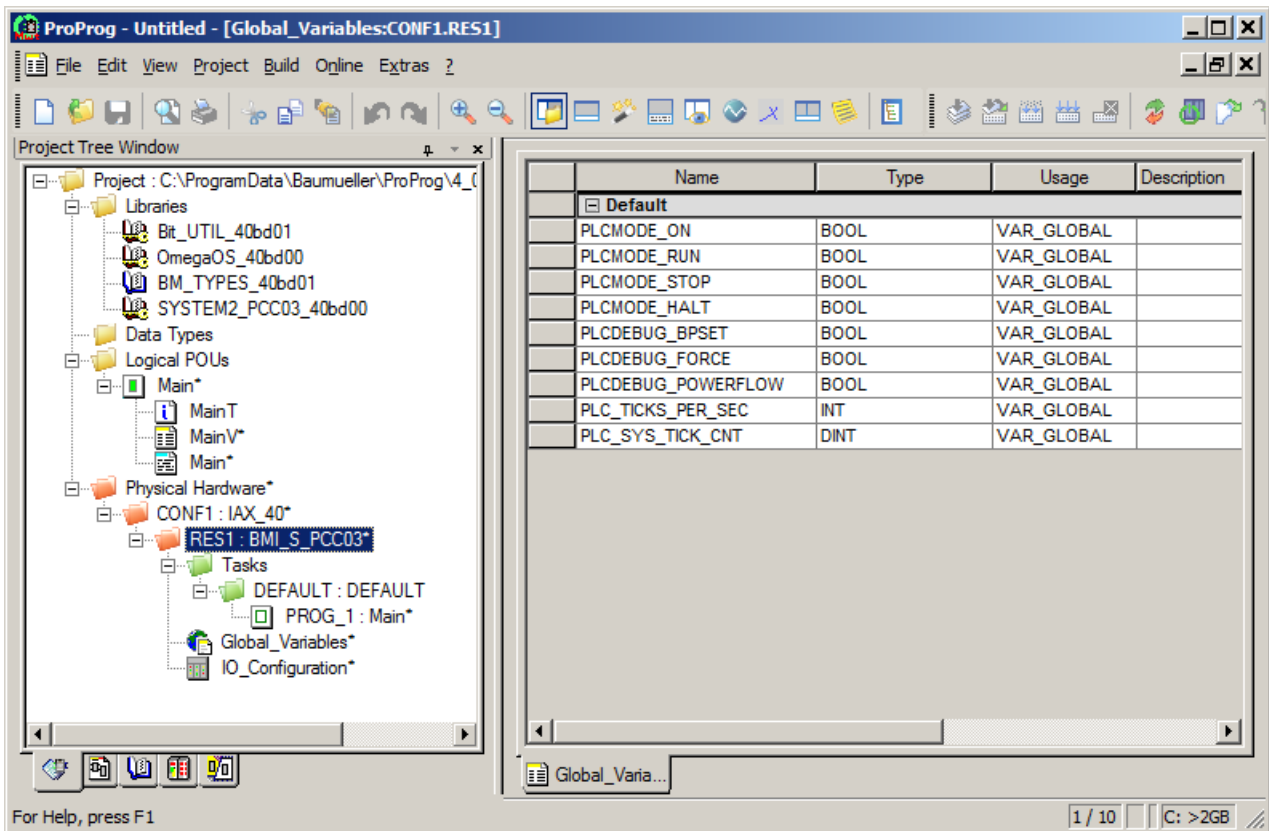 ProProg - Untitled - [Global_Variables:CONF1.RES1]
File Edit View Project Build Online Extras ?
Project Tree Window
Project : C:\ProgramData\Baumueller\ProProg\4_
Libraries
Bit_UTIL_40bd01
OmegaOS_40bd00
BM_TYPES_40bd01
SYSTEM2_PCC03_40bd00
Data Types
Logical POUs
Main*
MainT
MainV*
Main*
Physical Hardware*
CONF1 : IAX_40*
RES1 : BMI_S_PCC03*
Tasks
DEFAULT : DEFAULT
PROG_1 : Main*
Global_Variables*
IO_Configuration*
Name Type Usage Description
Default
PLCMODE_ON BOOL VAR_GLOBAL
PLCMODE_RUN BOOL VAR_GLOBAL
PLCMODE_STOP BOOL VAR_GLOBAL
PLCMODE_HALT BOOL VAR_GLOBAL
PLCDEBUG_BPSET BOOL VAR_GLOBAL
PLCDEBUG_FORCE BOOL VAR_GLOBAL
PLCDEBUG_POWERFLOW BOOL VAR_GLOBAL
PLC_TICKS_PER_SEC INT VAR_GLOBAL
PLC_SYS_TICK_CNT DINT VAR_GLOBAL
Global_Varia...
For Help, press F1
1 / 10 C: >2GB